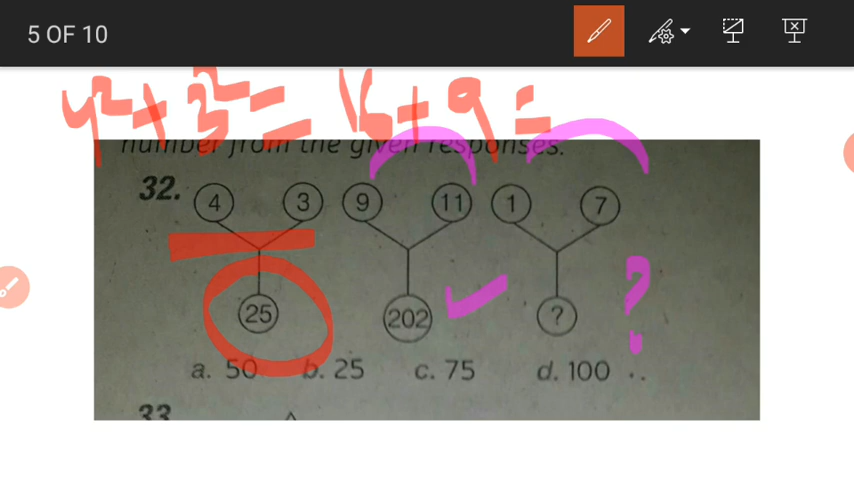 5 OF 10
4²+3²= 16+9=
number from the given responses.
32. 4 3 9 11 1 7
25 202 ?
?
a. 50 b. 25 c. 75 d. 100
33